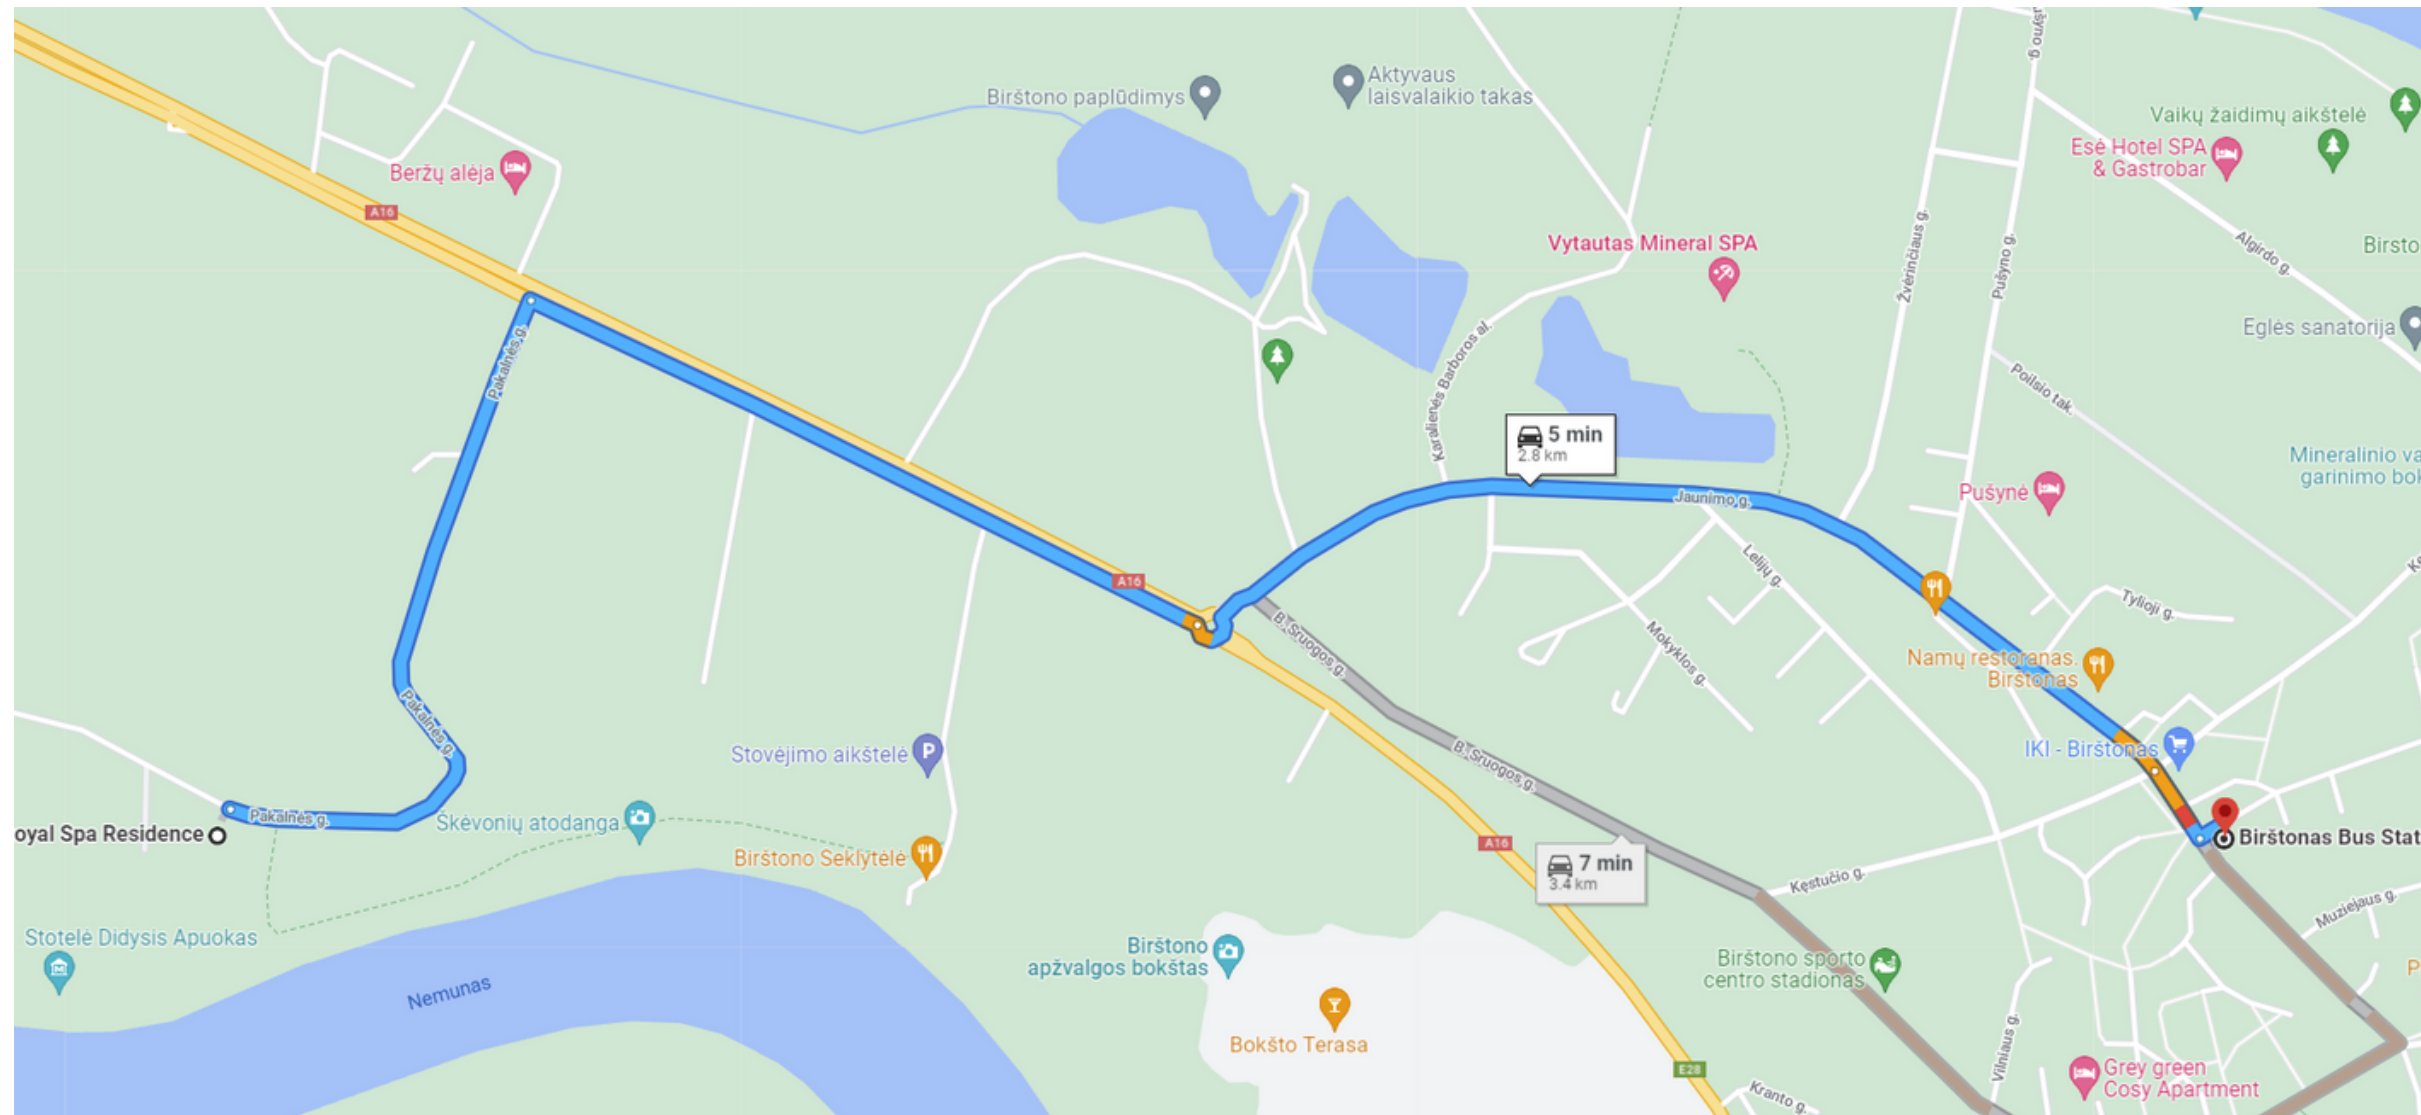 ušyno g.
Aktyvaus
laisvalaikio takas
Birštono paplūdimys
Vaikų žaidimų aikštelė
Esė Hotel SPA
& Gastrobar
Beržų alėja
A16
Žvėrinčiaus g.
Pušyno g.
Algirdo g.
Birsto
Vytautas Mineral SPA
Eglės sanatorija
Pakalnės g.
Karalienės Barboros al.
Poilsio tak.
5 min
2.8 km
Mineralinio va
garinimo bok
Pušynė
Jaunimo g.
Lelijų g.
A16
Tylioji g.
B. Sruogos g.
Mokyklos g.
Namų restoranas.
Birštonas
Pakalnės g.
Stovėjimo aikštelė
P
B. Sruogos g.
IKI - Birštonas
Pakalnės g.
Škėvonių atodanga
oyal Spa Residence
Birštonas Bus Stat
A16
Birštono Seklytėlė
7 min
3.4 km
Kęstučio g.
Muziejaus g.
Stotelė Didysis Apuokas
Birštono
apžvalgos bokštas
Birštono sporto
centro stadionas
P
Nemunas
Bokšto Terasa
Vilniaus g.
E28
Grey green
Cosy Apartment
Kranto g.